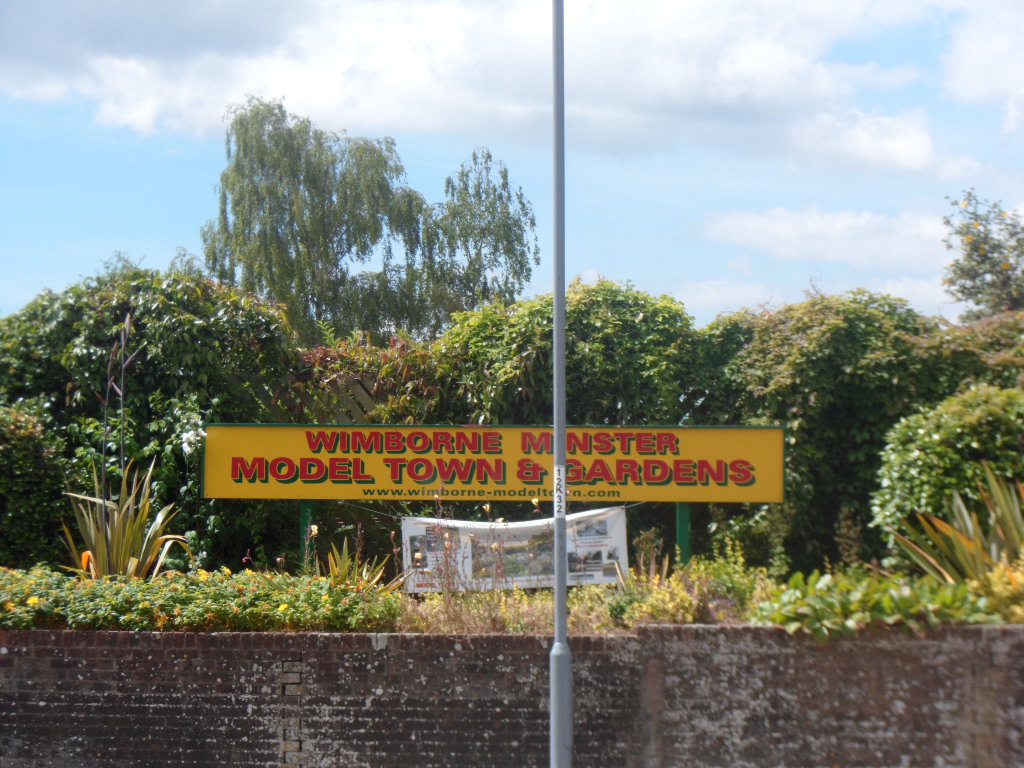 WIMBORNE MINSTER
MODEL TOWN & GARDENS
www.wimborne-modeltown.com